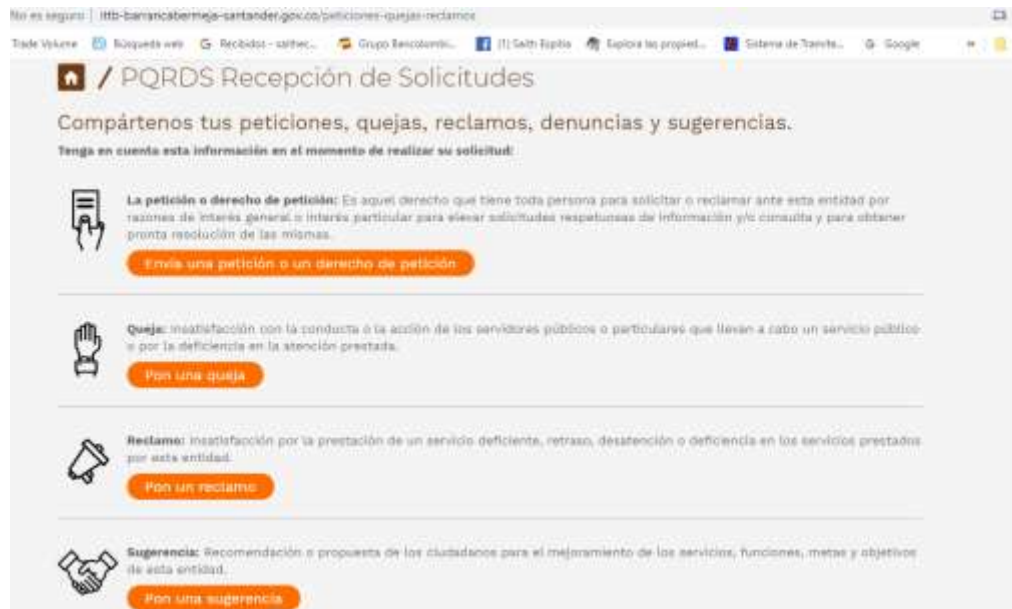 No es seguro | ittb-barrancabermeja-santander.gov.co/peticiones-quejas-reclamos
Trade Volume Búsqueda web Recibidos - Grupo Bancolombi... (1) Saith Explora las propied... Sistema de Google
/ PQRDS Recepción de Solicitudes
Compártenos tus peticiones, quejas, reclamos, denuncias y sugerencias.
Tenga en cuenta esta información en el momento de realizar su solicitud:
La petición o derecho de petición: Es aquel derecho que tiene toda persona para solicitar o reclamar ante esta entidad por
razones de interés general o interés particular para elevar solicitudes respetuosas de información y/o consulta y para obtener
pronta resolución de las mismas.
Envía una petición o un derecho de petición
Queja: Insatisfacción con la conducta o la acción de los servidores públicos o particulares que llevan a cabo un servicio público
o por la deficiencia en la atención prestada.
Pon una queja
Reclamo: Insatisfacción por la prestación de un servicio deficiente, retraso, desatención o deficiencia en los servicios prestados
por esta entidad.
Pon un reclamo
Sugerencia: Recomendación o propuesta de los ciudadanos para el mejoramiento de los servicios, funciones, metas y objetivos
de esta entidad.
Pon una sugerencia